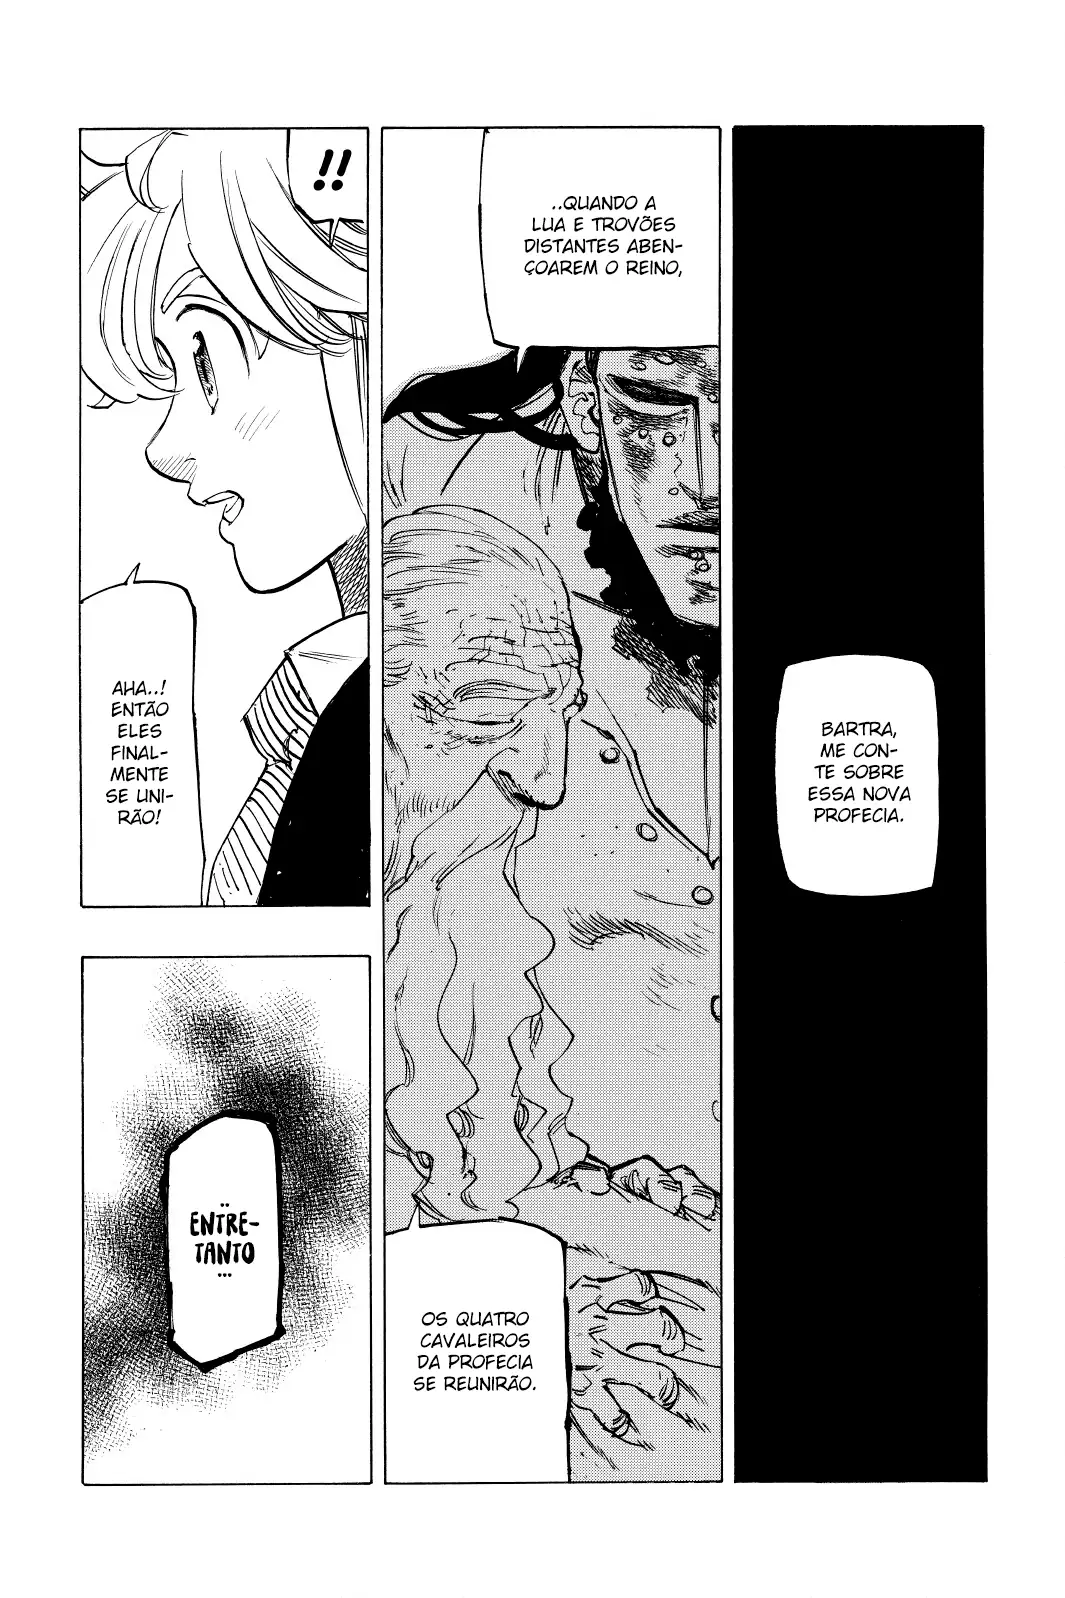 BARTRA,
ME CON-
TE SOBRE
ESSA NOVA
PROFECIA.
..QUANDO A
LUA E TROVÕES
DISTANTES ABEN-
ÇOAREM O REINO,
OS QUATRO
CAVALEIROS
DA PROFECIA
SE REUNIRÃO.
!!
AHA..!
ENTÃO
ELES
FINAL-
MENTE
SE UNI-
RÃO!
..
ENTRE-
TANTO
...